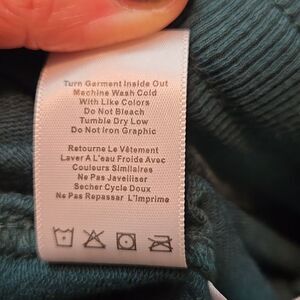 Turn Garment Inside Out
Machine Wash Cold
With Like Colors
Do Not Bleach
Tumble Dry Low
Do Not Iron Graphic
Retourne Le Vêtement
Laver A L'eau Froide Avec
Couleurs Similaires
Ne Pas Javeiliser
Secher Cycle Doux
Ne Pas Repasser L'Imprime